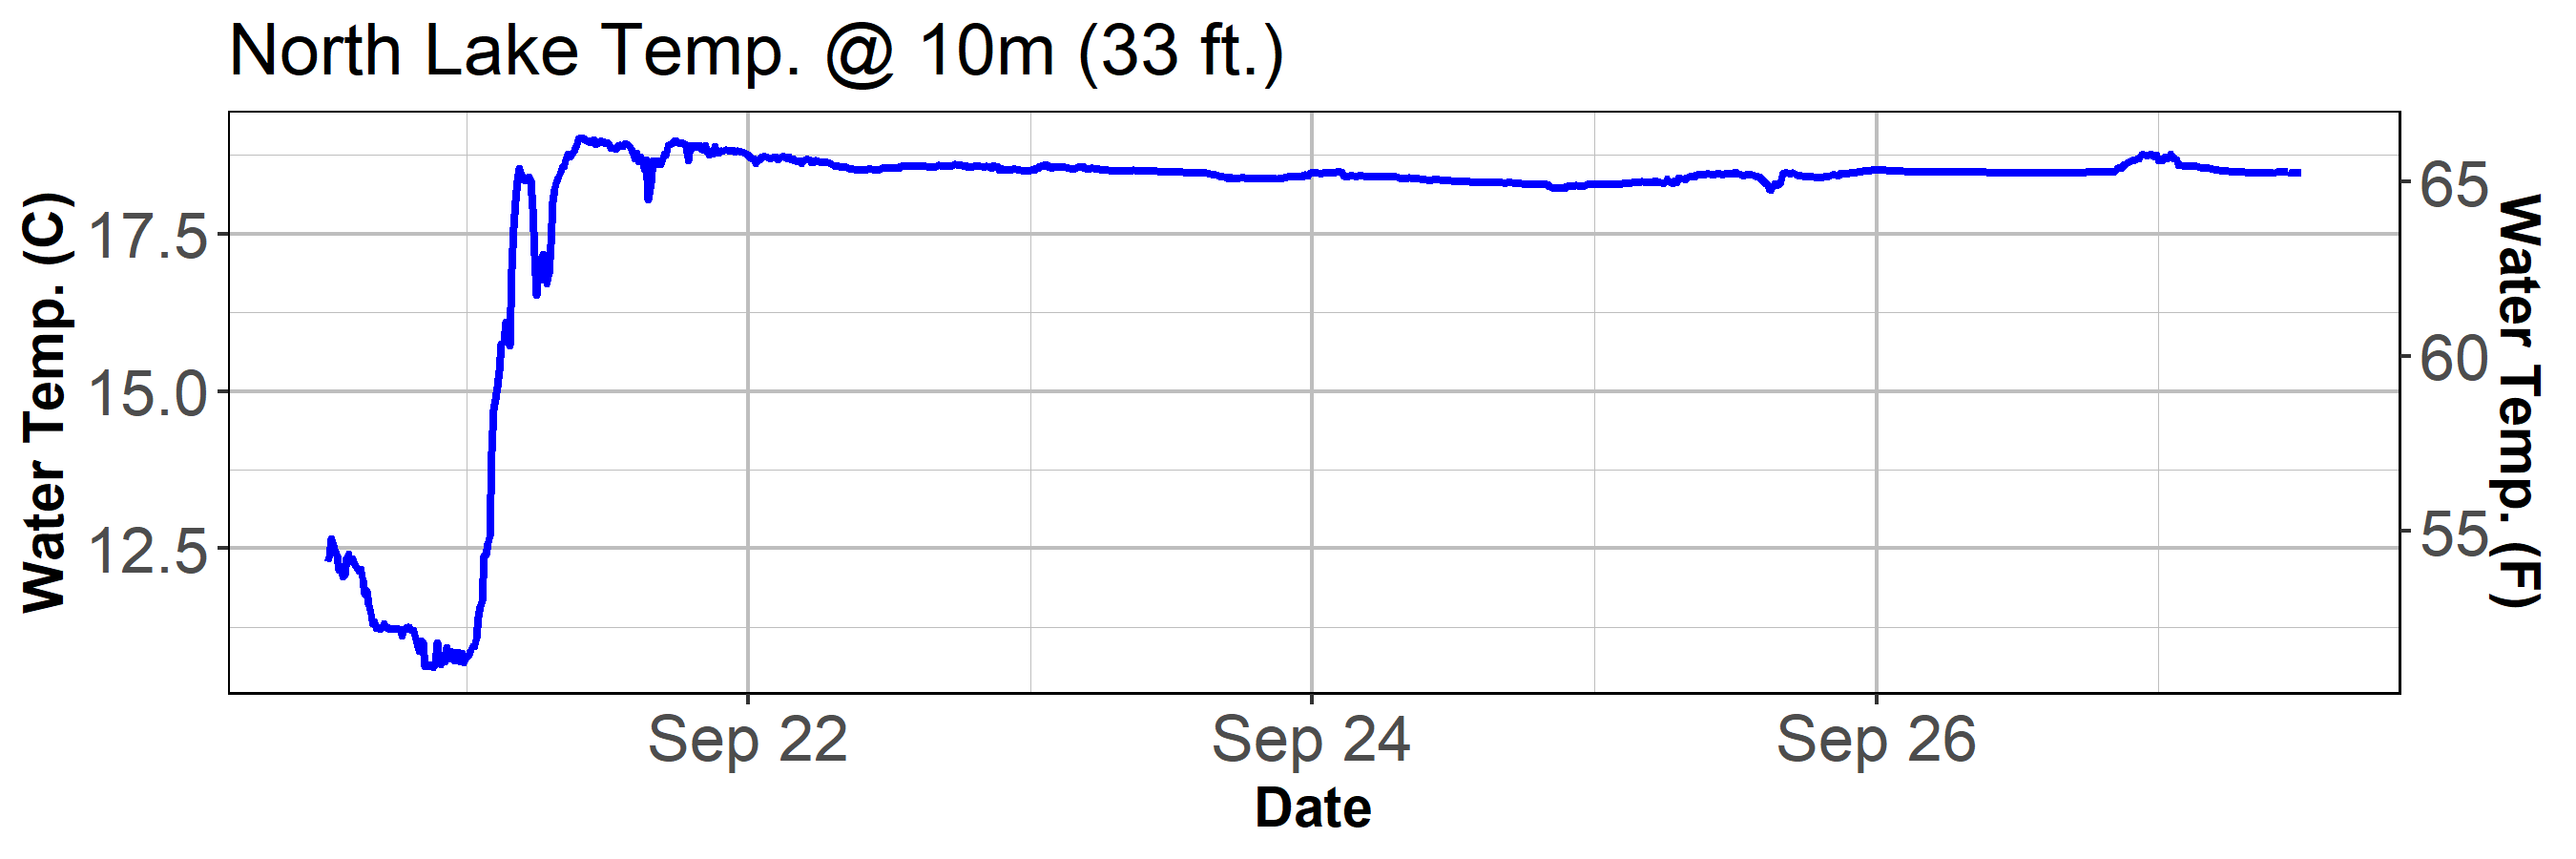 North Lake Temp. @ 10m (33 ft.)
Water Temp. (C)
17.5
15.0
12.5
65
60
55
Water Temp. (F)
Sep 22
Sep 24
Sep 26
Date